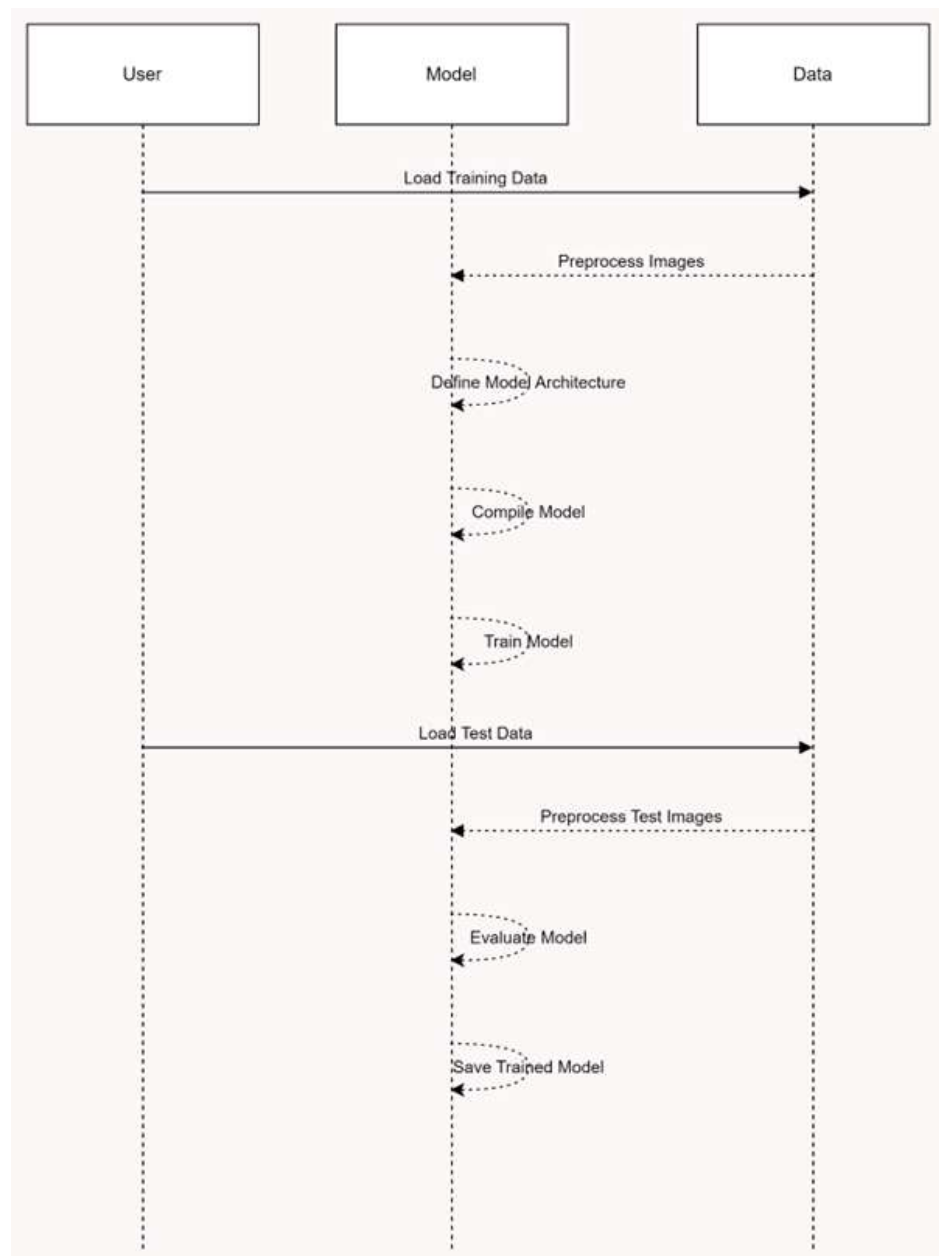 User
Model
Data
Load Training Data
Preprocess Images
Define Model Architecture
Compile Model
Train Model
Load Test Data
Preprocess Test Images
Evaluate Model
Save Trained Model